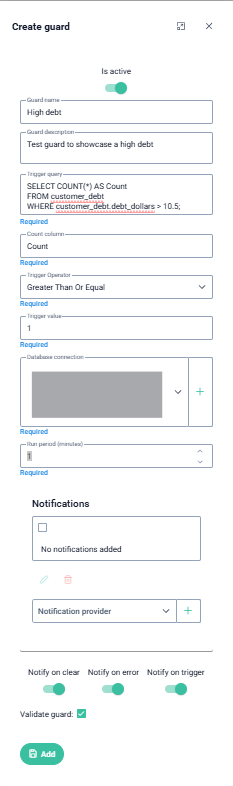 Create guard
Is active
Guard name
High debt
Guard description
Test guard to showcase a high debt
Trigger query
SELECT COUNT(*) AS Count
FROM customer_debt
WHERE customer_debt.debt_dollars > 10.5;
Required
Count column
Count
Required
Trigger Operator
Greater Than Or Equal
Required
Trigger value
1
Required
Database connection
Required
Run period (minutes)
1
Required
Notifications
No notifications added
Notification provider
Notify on clear Notify on error Notify on trigger
Validate guard:
Add